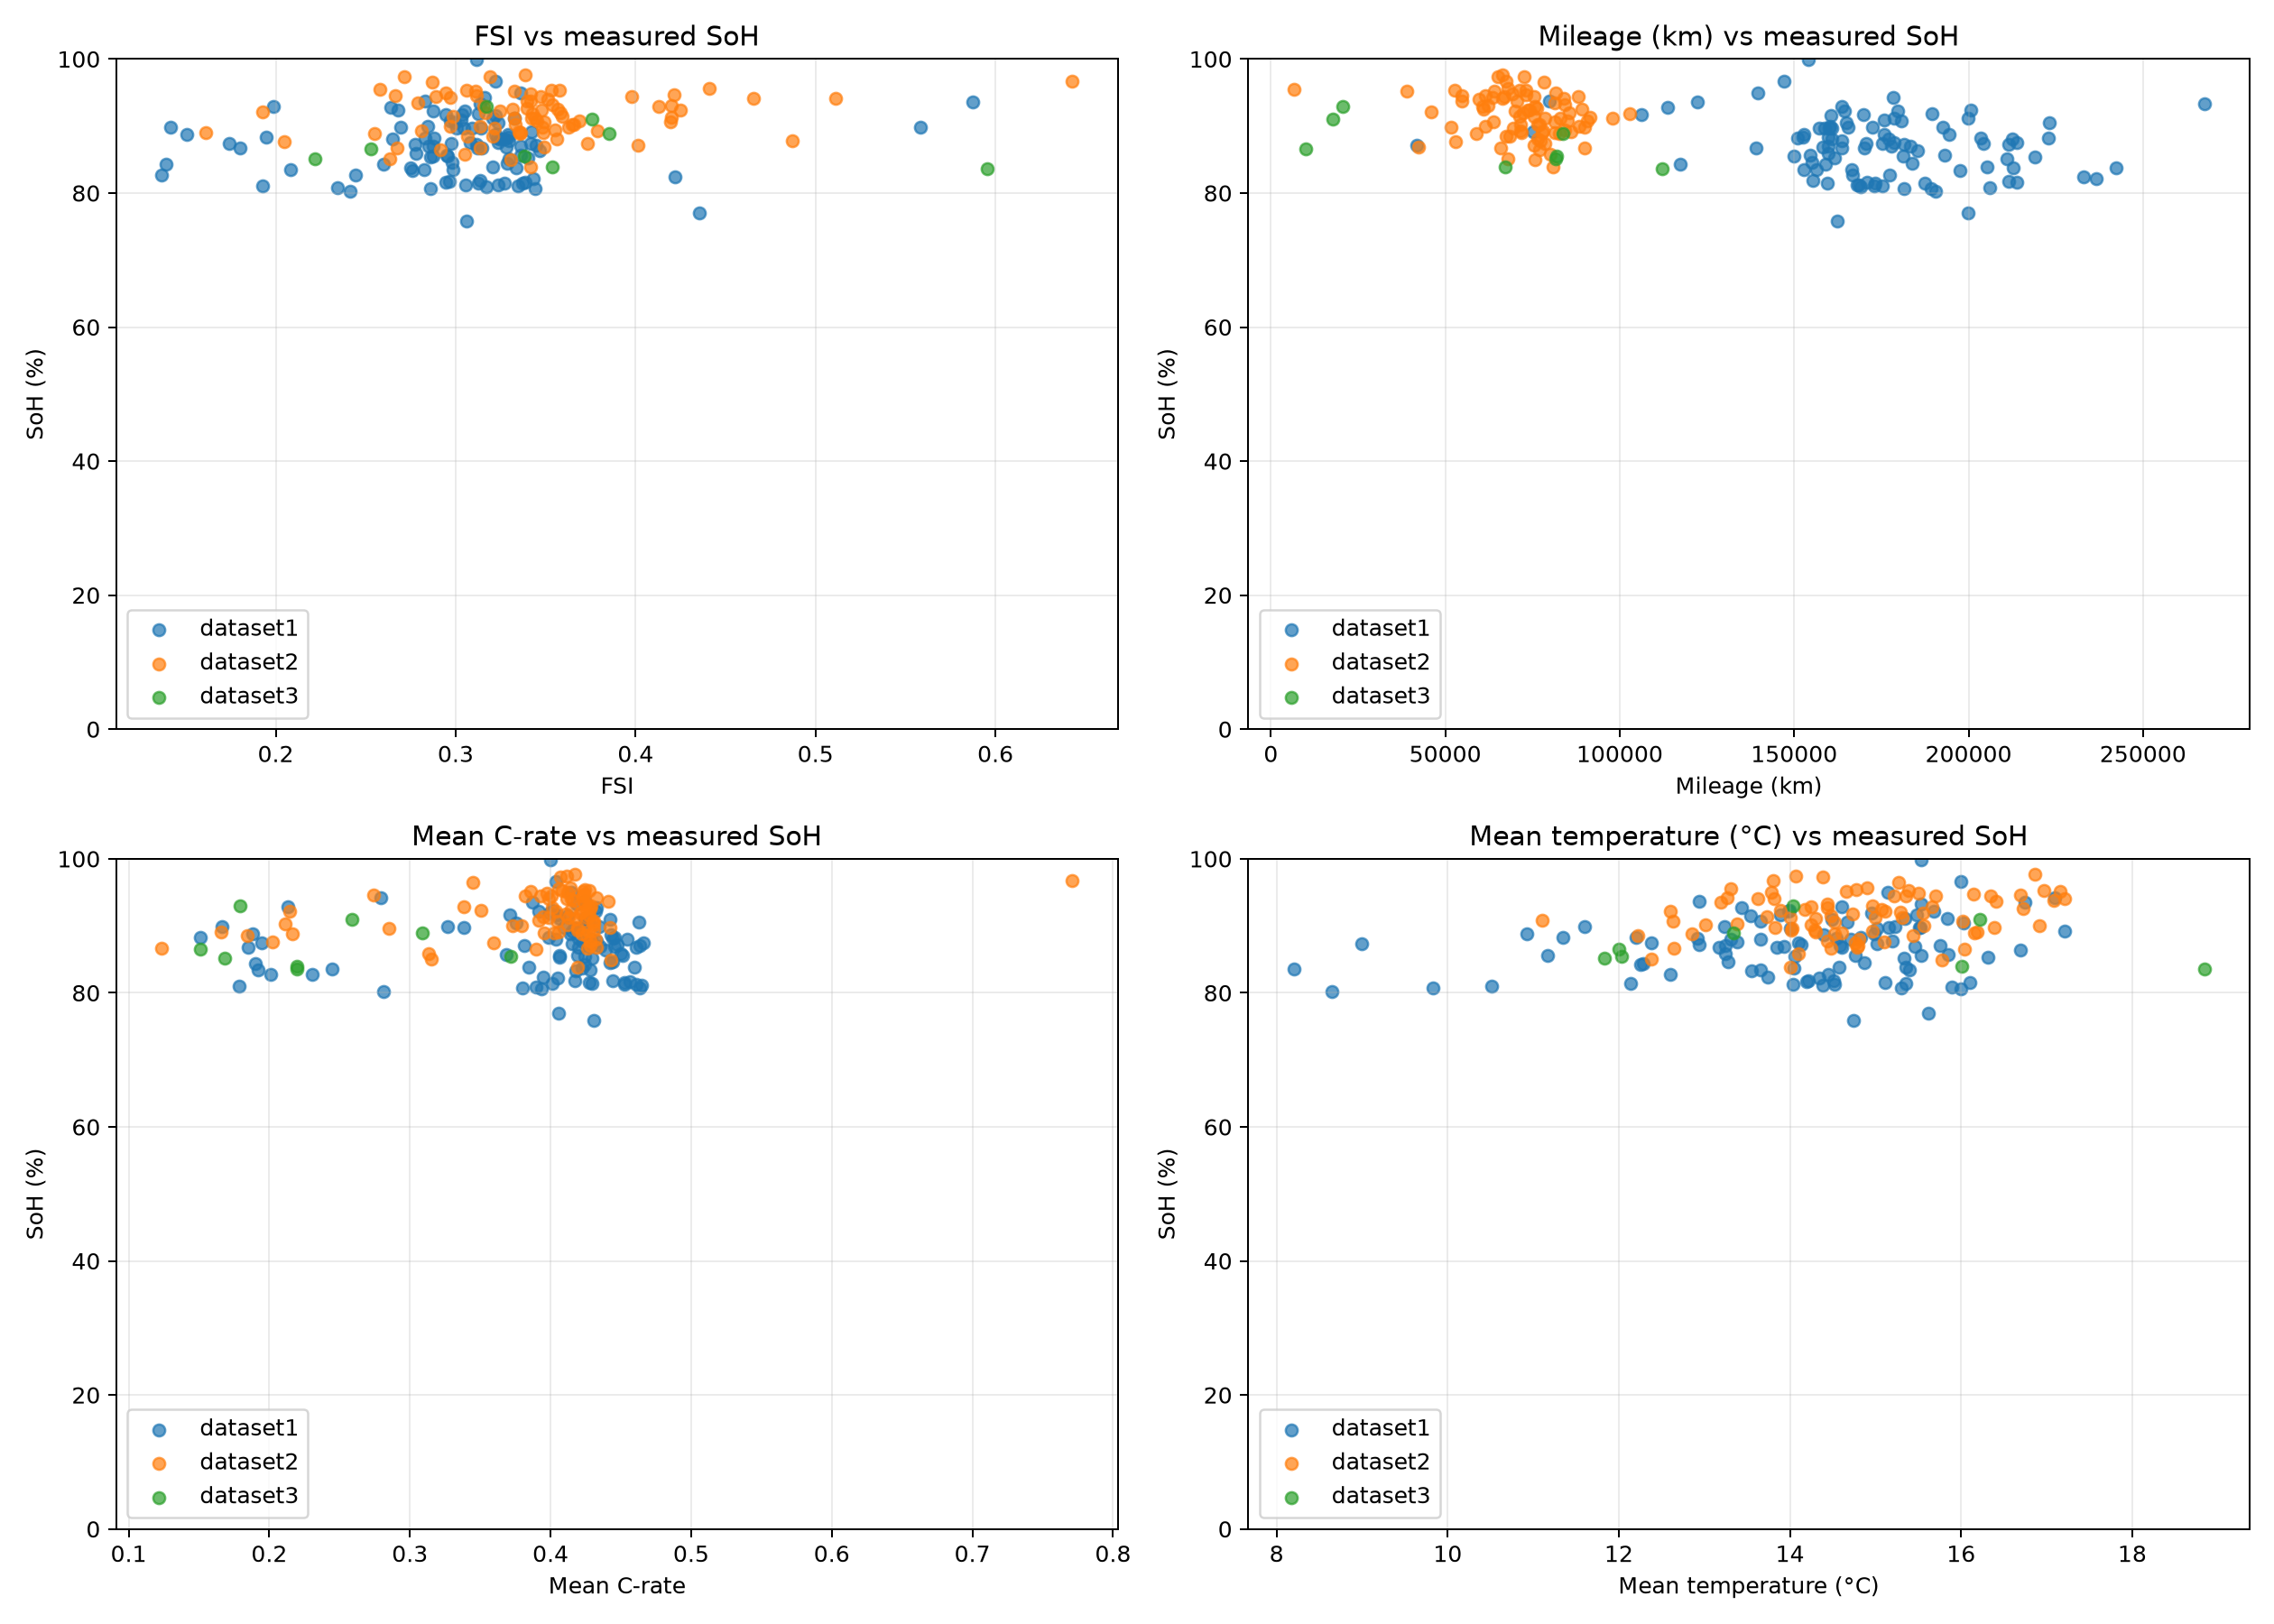 FSI vs measured SoH
100
80
60
40
20
0
SoH (%)
dataset1
dataset2
dataset3
0.2 0.3 0.4 0.5 0.6
FSI
Mileage (km) vs measured SoH
100
80
60
40
20
0
SoH (%)
dataset1
dataset2
dataset3
0 50000 100000 150000 200000 250000
Mileage (km)
Mean C-rate vs measured SoH
100
80
60
40
20
0
SoH (%)
dataset1
dataset2
dataset3
0.1 0.2 0.3 0.4 0.5 0.6 0.7 0.8
Mean C-rate
Mean temperature (°C) vs measured SoH
100
80
60
40
20
0
SoH (%)
dataset1
dataset2
dataset3
8 10 12 14 16 18
Mean temperature (°C)